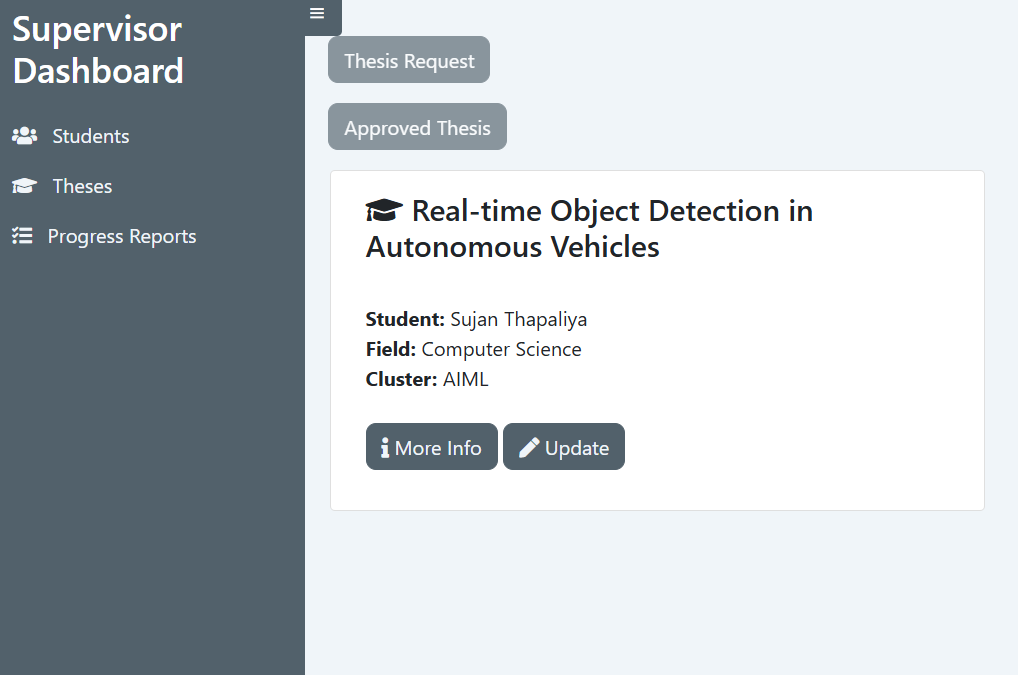 Supervisor
Dashboard
Students
Theses
Progress Reports
Thesis Request
Approved Thesis
Real-time Object Detection in
Autonomous Vehicles
Student: Sujan Thapaliya
Field: Computer Science
Cluster: AIML
More Info
Update